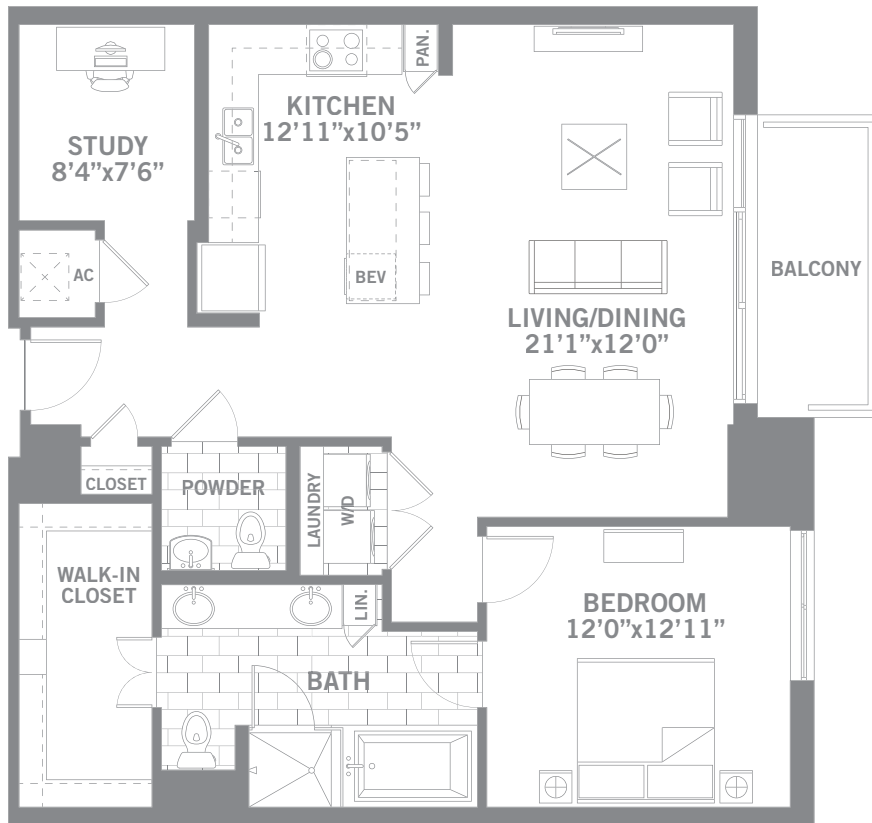 STUDY
8’4”x7’6”
KITCHEN
12’11”x10’5”
PAN.
AC
BEV
BALCONY
LIVING/DINING
21’1”x12’0”
CLOSET
POWDER
LAUNDRY
W/D
WALK-IN
CLOSET
LIN.
BATH
BEDROOM
12’0”x12’11”